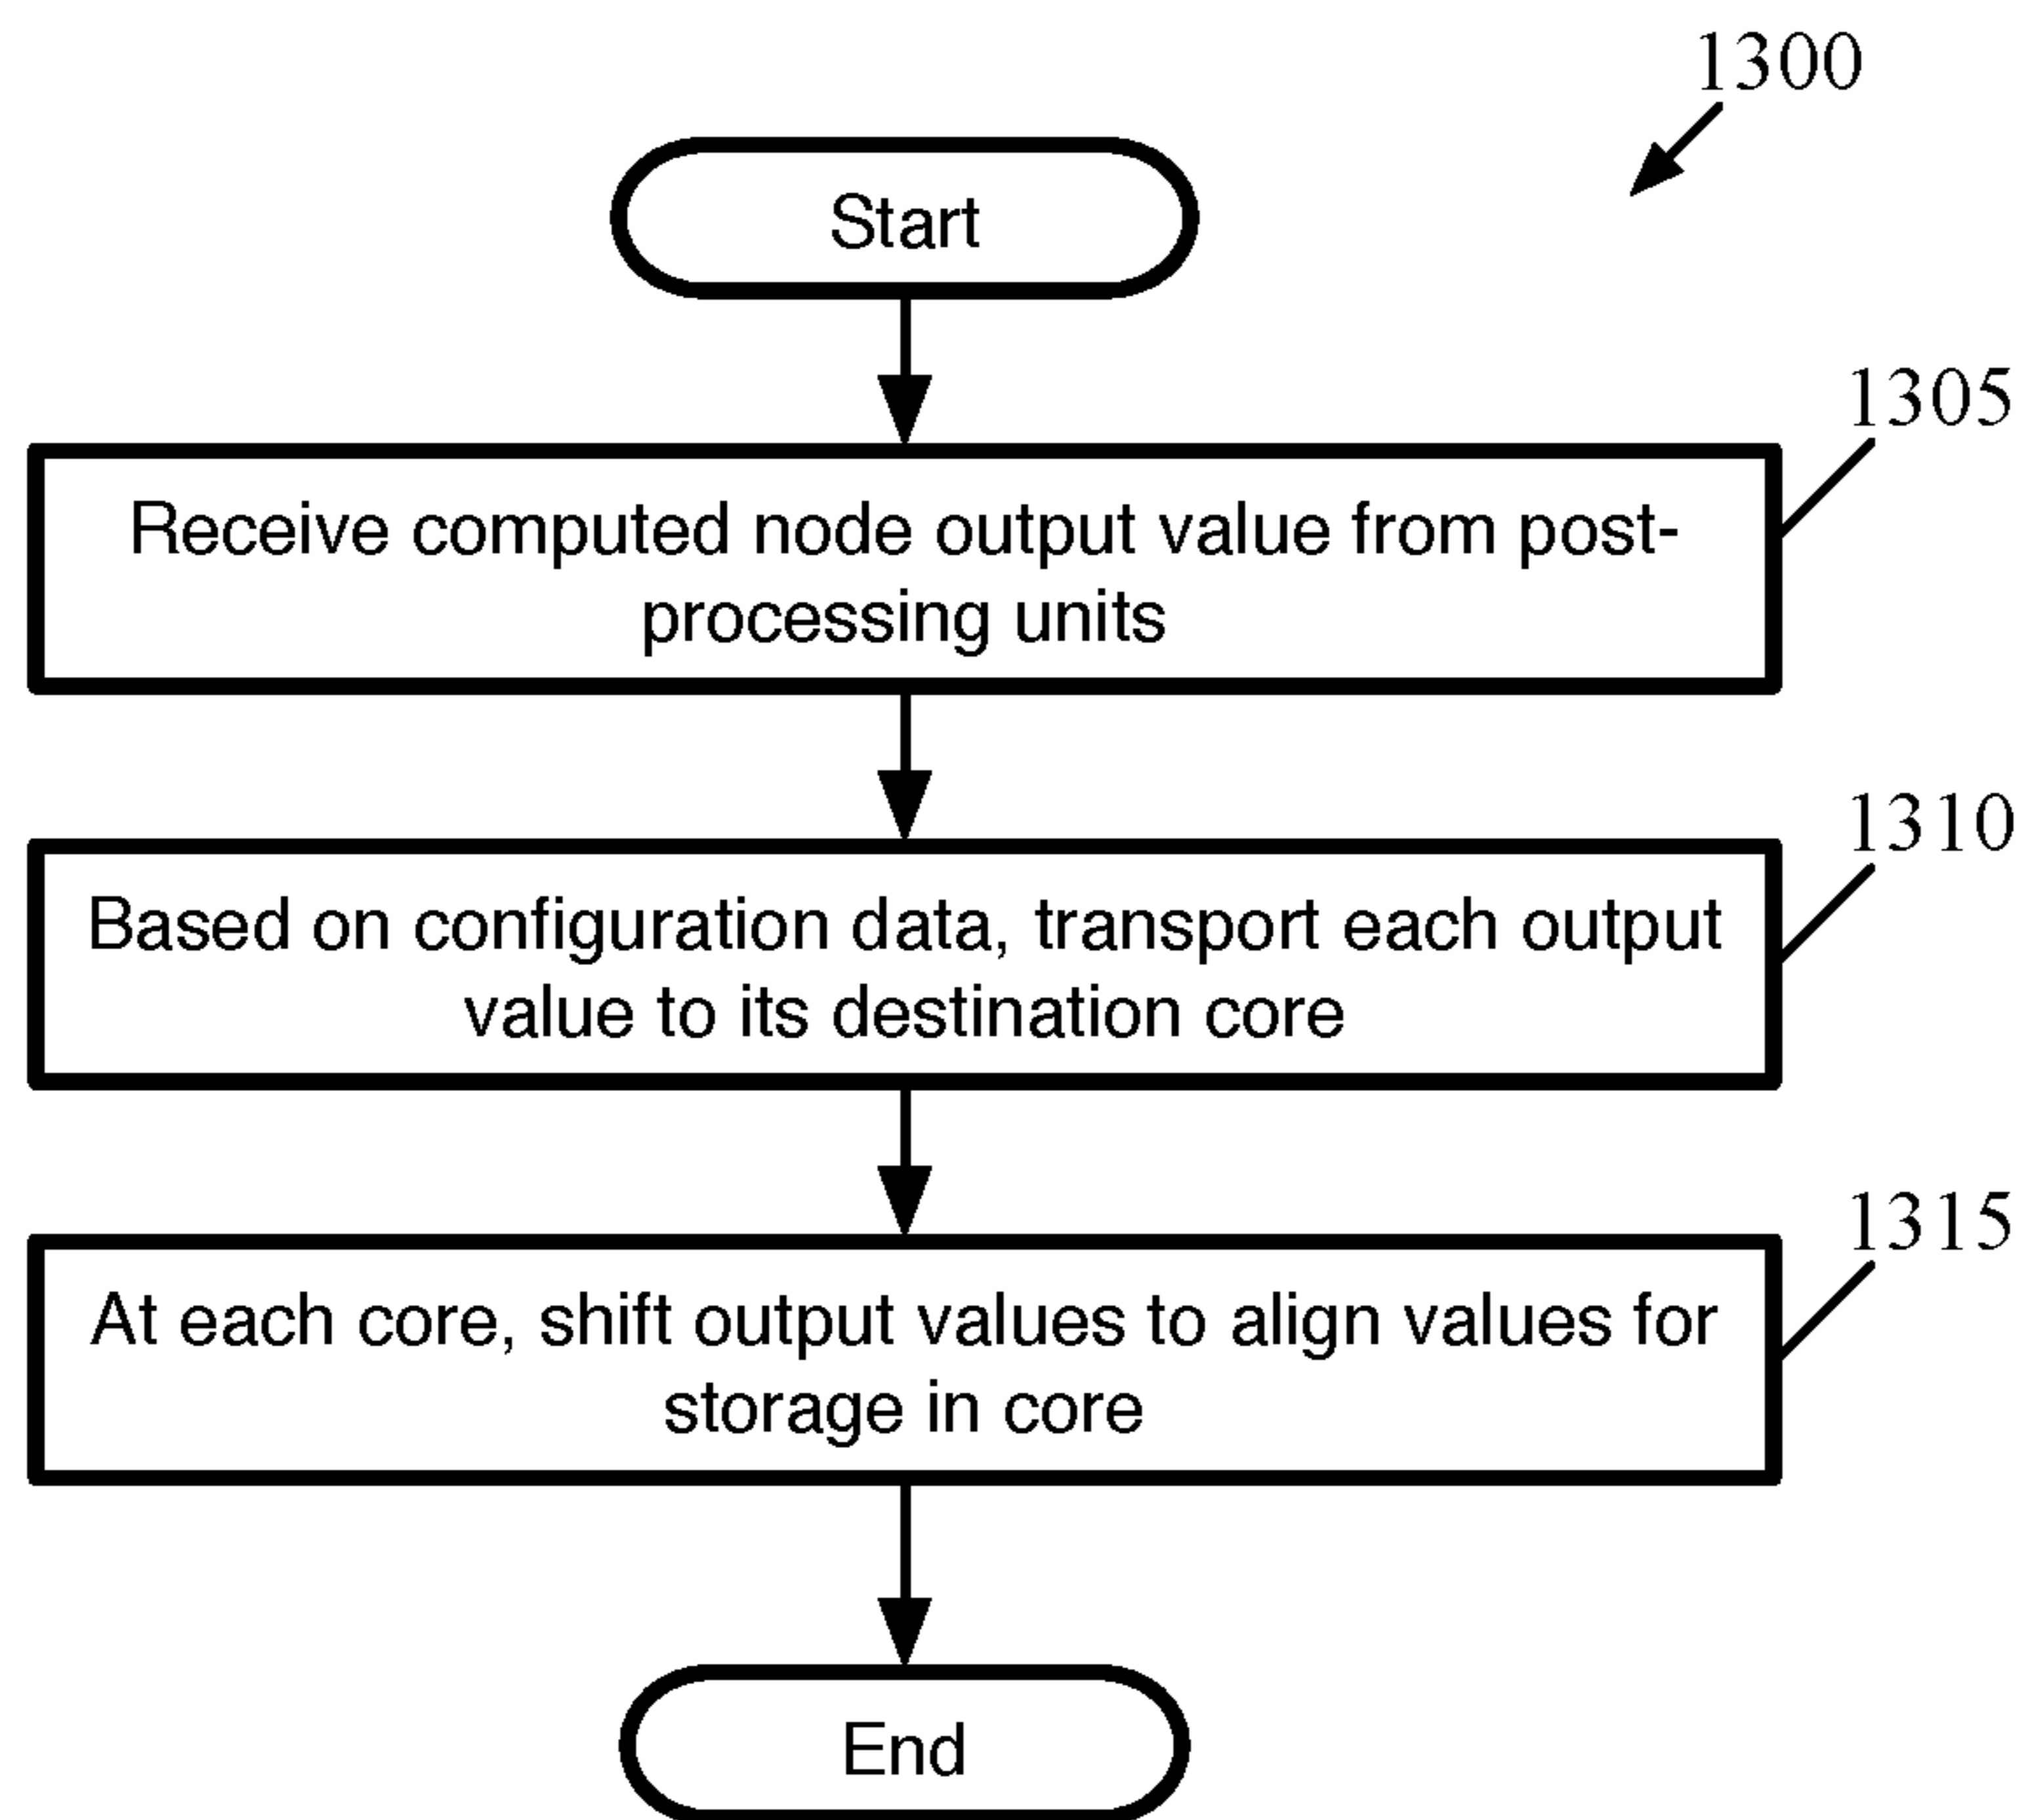 1300
Start
1305
Receive computed node output value from post-
processing units
1310
Based on configuration data, transport each output
value to its destination core
1315
At each core, shift output values to align values for
storage in core
End